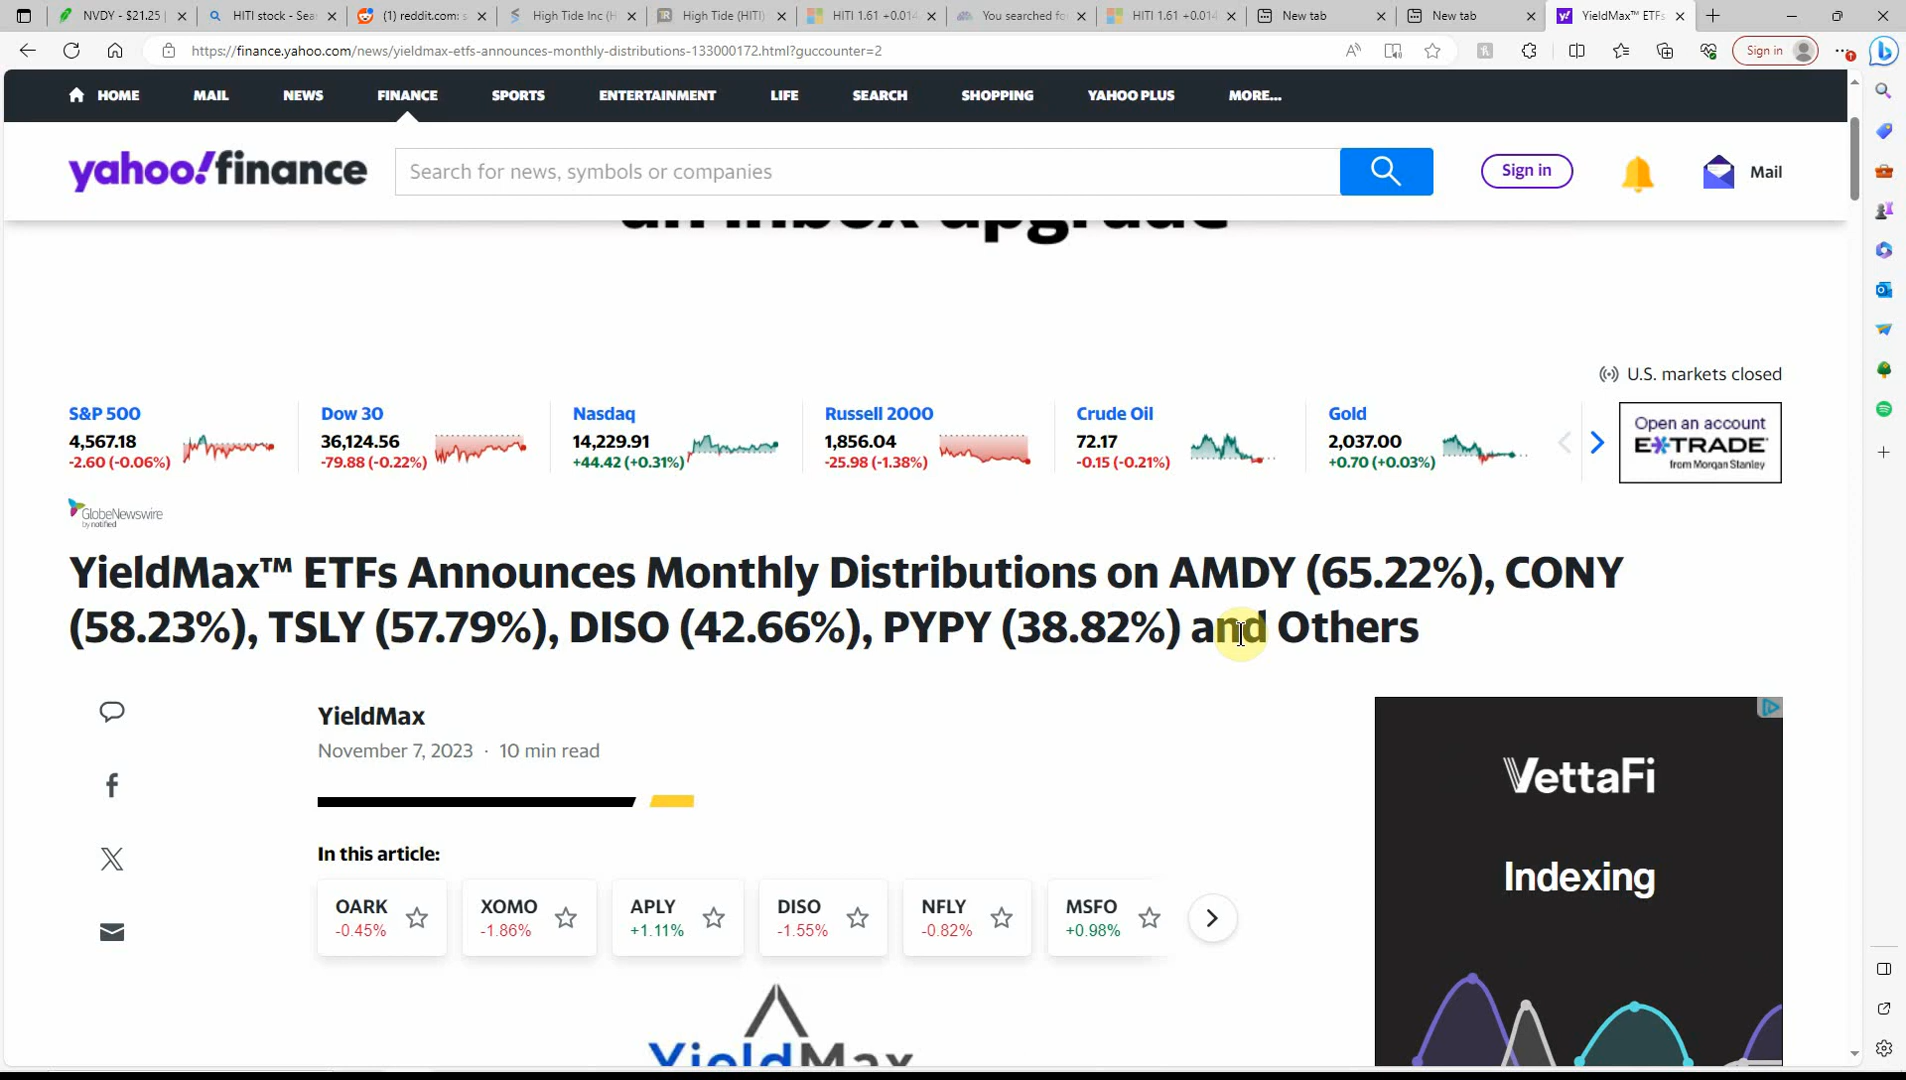 NVDY - $21.25
HITI stock - Sea
(1) reddit.com: s
High Tide Inc (H
High Tide (HITI)
HITI 1.61 +0.014
You searched fo
HITI 1.61 +0.014
New tab
New tab
YieldMax™ ETFs
https://finance.yahoo.com/news/yieldmax-etfs-announces-monthly-distributions-133000172.html?guccounter=2
Sign in
HOME
MAIL
NEWS
FINANCE
SPORTS
ENTERTAINMENT
LIFE
SEARCH
SHOPPING
YAHOO PLUS
MORE...
yahoo!finance
Search for news, symbols or companies
Sign in
Mail
an inbox upgrade
U.S. markets closed
S&P 500
4,567.18
-2.60 (-0.06%)
Dow 30
36,124.56
-79.88 (-0.22%)
Nasdaq
14,229.91
+44.42 (+0.31%)
Russell 2000
1,856.04
-25.98 (-1.38%)
Crude Oil
72.17
-0.15 (-0.21%)
Gold
2,037.00
+0.70 (+0.03%)
Open an account
E*TRADE
from Morgan Stanley
GlobeNewswire
by notified
YieldMax™ ETFs Announces Monthly Distributions on AMDY (65.22%), CONY
(58.23%), TSLY (57.79%), DISO (42.66%), PYPY (38.82%) and Others
YieldMax
November 7, 2023 · 10 min read
In this article:
OARK
-0.45%
XOMO
-1.86%
APLY
+1.11%
DISO
-1.55%
NFLY
-0.82%
MSFO
+0.98%
VettaFi
Indexing
YieldMax